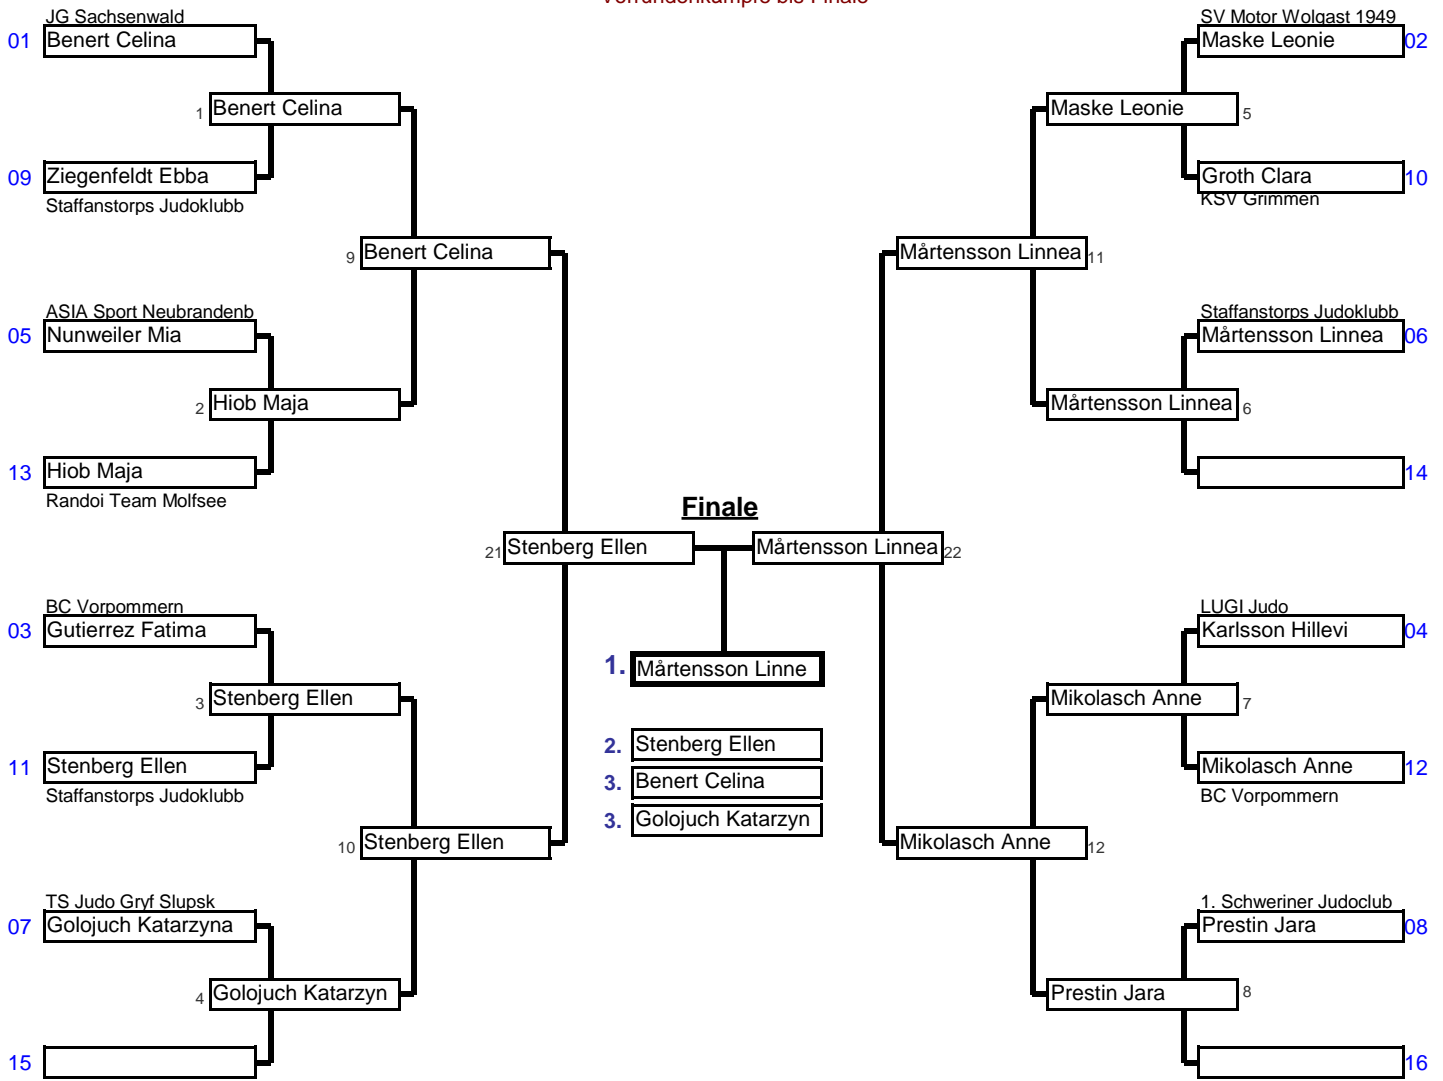 Vorrundenkämpfe bis Finale
JG Sachsenwald
01 Benert Celina
1 Benert Celina
09 Ziegenfeldt Ebba
Staffanstorps Judoklubb
9 Benert Celina
ASIA Sport Neubrandenb
05 Nunweiler Mia
2 Hiob Maja
13 Hiob Maja
Randoi Team Molfsee
21 Stenberg Ellen
BC Vorpommern
03 Gutierrez Fatima
3 Stenberg Ellen
11 Stenberg Ellen
Staffanstorps Judoklubb
10 Stenberg Ellen
TS Judo Gryf Slupsk
07 Golojuch Katarzyna
4 Golojuch Katarzyn
15
Finale
1. Mårtensson Linne
2. Stenberg Ellen
3. Benert Celina
3. Golojuch Katarzyn
SV Motor Wolgast 1949
Maske Leonie 02
Maske Leonie 5
Groth Clara 10
KSV Grimmen
Mårtensson Linnea 11
Staffanstorps Judoklubb
Mårtensson Linnea 06
Mårtensson Linnea 6
14
Mårtensson Linnea 22
LUGI Judo
Karlsson Hillevi 04
Mikolasch Anne 7
Mikolasch Anne 12
BC Vorpommern
Mikolasch Anne 12
1. Schweriner Judoclub
Prestin Jara 08
Prestin Jara 8
16